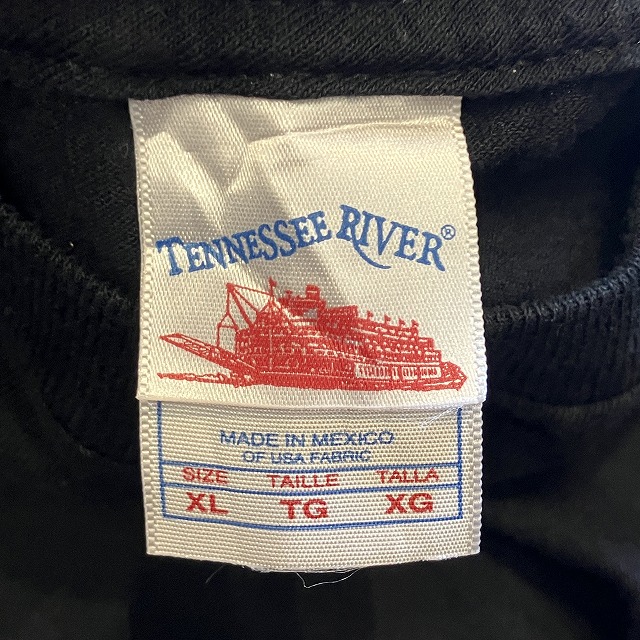 TENNESSEE RIVER®
MADE IN MEXICO
OF USA FABRIC
SIZE TAILLE TALLA
XL TG XG